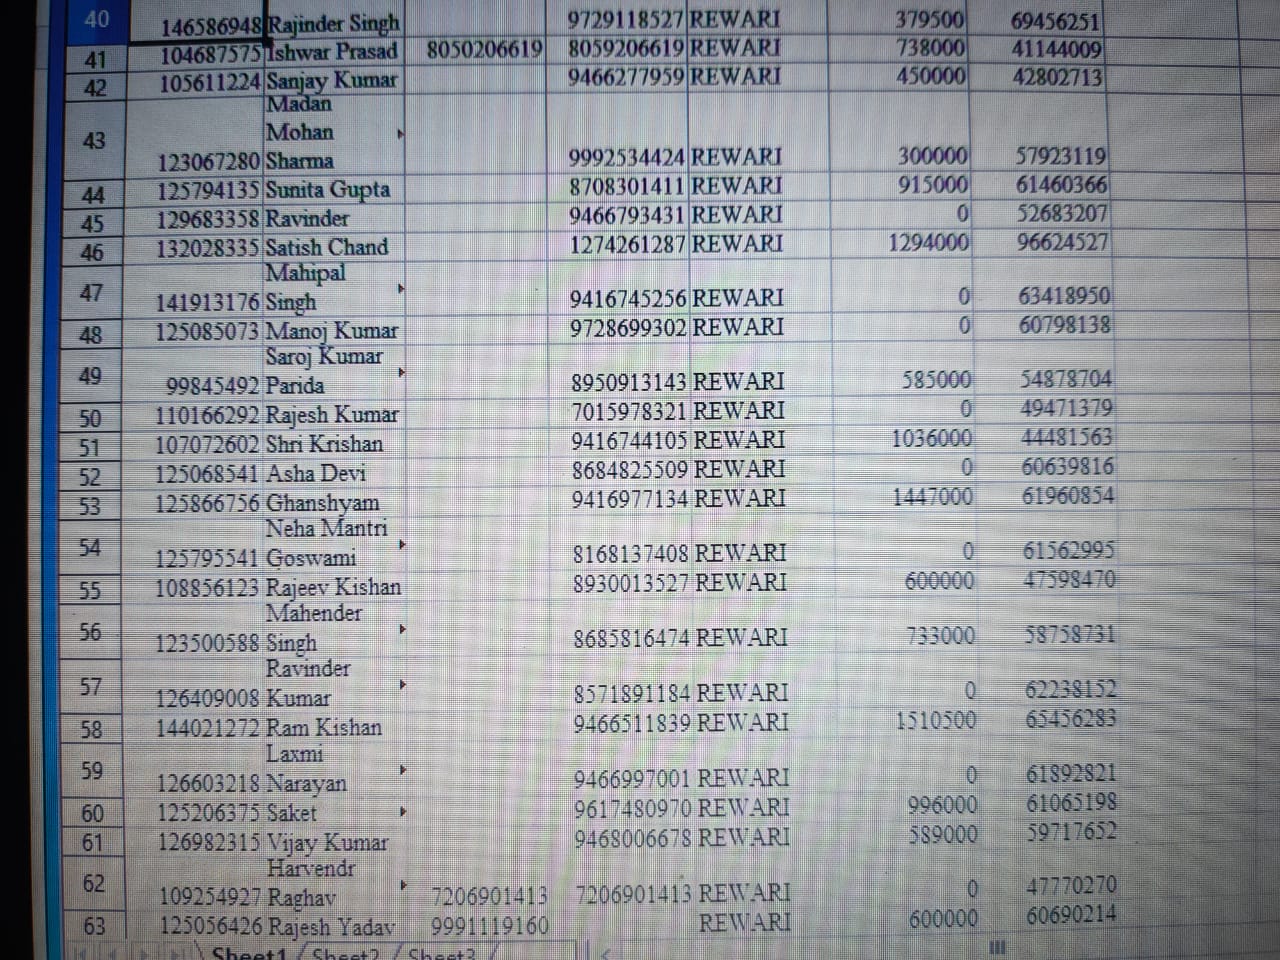 40 146586948 Rajinder Singh 9729118527 REWARI 379500 69456251
41 104687575 Ishwar Prasad 8050206619 8059206619 REWARI 738000 41144009
42 105611224 Sanjay Kumar 9466277959 REWARI 450000 42802713
Madan
43 Mohan
123067280 Sharma 9992534424 REWARI 300000 57923119
44 125794135 Sunita Gupta 8708301411 REWARI 915000 61460366
45 129683358 Ravinder 9466793431 REWARI 0 52683207
46 132028335 Satish Chand 1274261287 REWARI 1294000 96624527
Mahipal
47 141913176 Singh 9416745256 REWARI 0 63418950
48 125085073 Manoj Kumar 9728699302 REWARI 0 60798138
Saroj Kumar
49 99845492 Parida 8950913143 REWARI 585000 54878704
50 110166292 Rajesh Kumar 7015978321 REWARI 0 49471379
51 107072602 Shri Krishan 9416744105 REWARI 1036000 44481563
52 125068541 Asha Devi 8684825509 REWARI 0 60639816
53 125866756 Ghanshyam 9416977134 REWARI 1447000 61960854
Neha Mantri
54 125795541 Goswami 8168137408 REWARI 0 61562995
55 108856123 Rajeev Kishan 8930013527 REWARI 600000 47598470
Mahender
56 123500588 Singh 8685816474 REWARI 733000 58758731
Ravinder
57 126409008 Kumar 8571891184 REWARI 0 62238152
58 144021272 Ram Kishan 9466511839 REWARI 1510500 65456283
Laxmi
59 126603218 Narayan 9466997001 REWARI 0 61892821
60 125206375 Saket 9617480970 REWARI 996000 61065198
61 126982315 Vijay Kumar 9468006678 REWARI 589000 59717652
Harvendr
62 109254927 Raghav 7206901413 7206901413 REWARI 0 47770270
63 125056426 Rajesh Yadav 9991119160 REWARI 600000 60690214
Sheet1 Sheet2 Sheet3